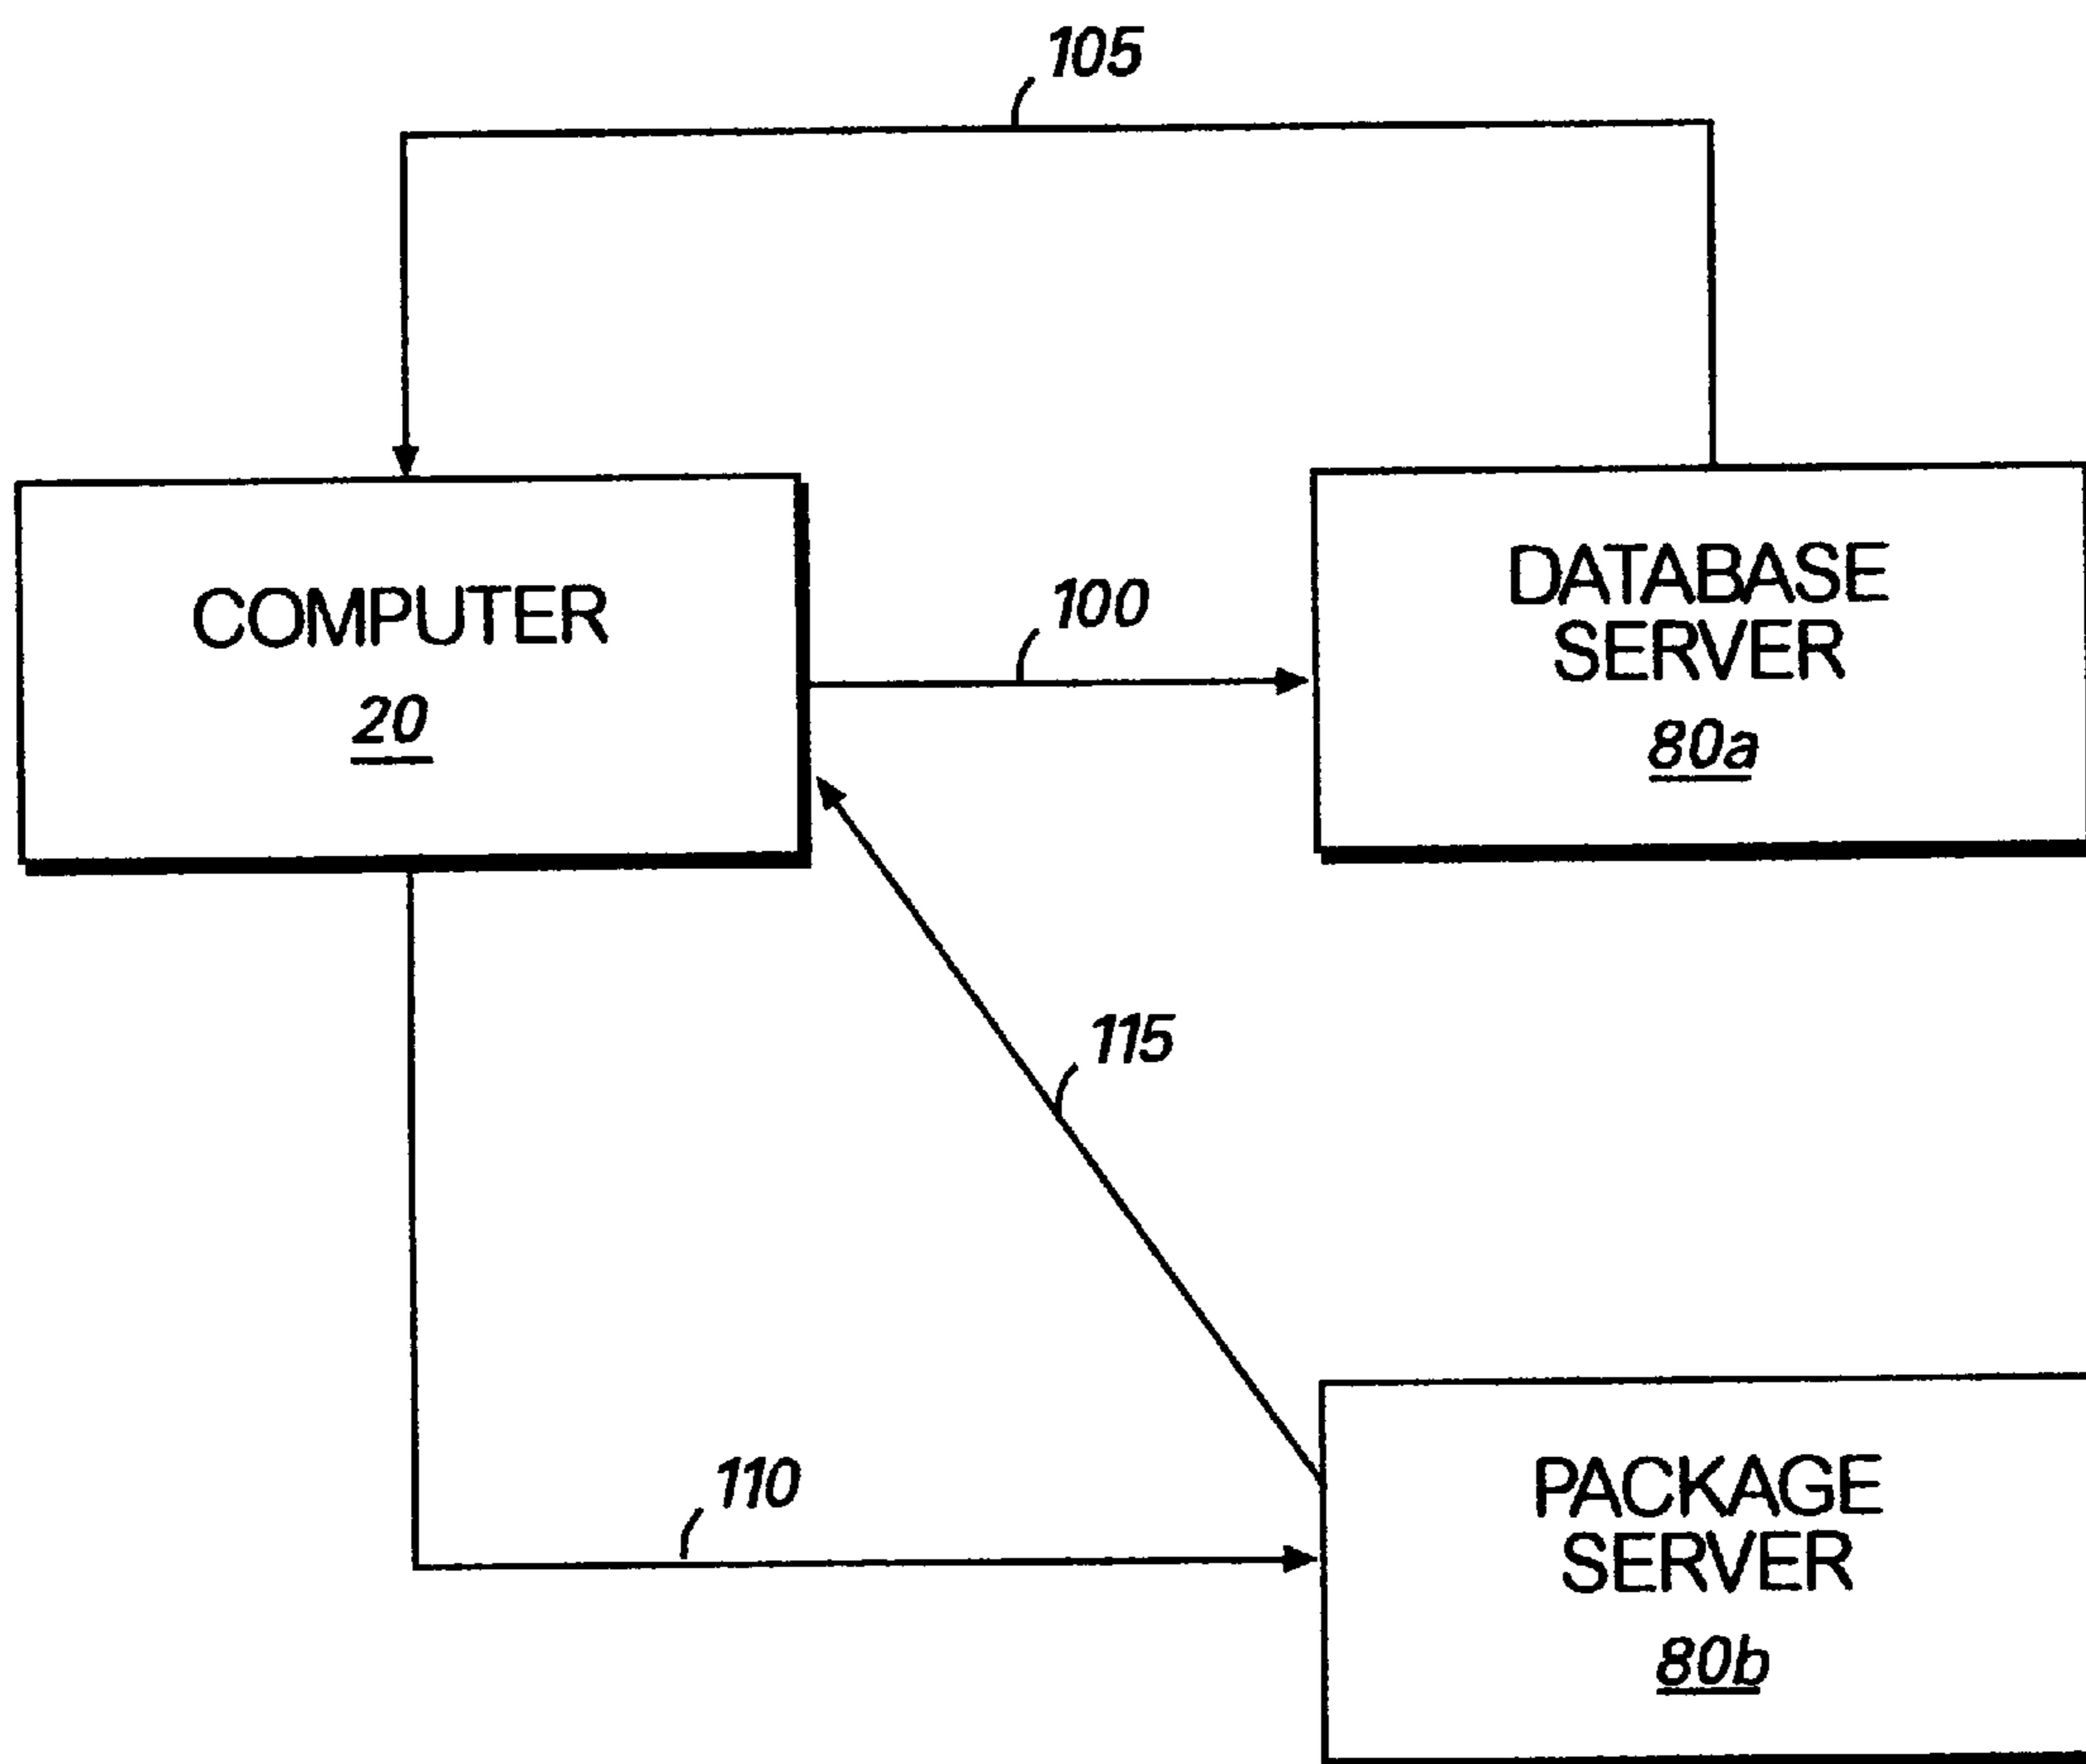 105
COMPUTER
20
100
DATABASE
SERVER
80a
115
110
PACKAGE
SERVER
80b